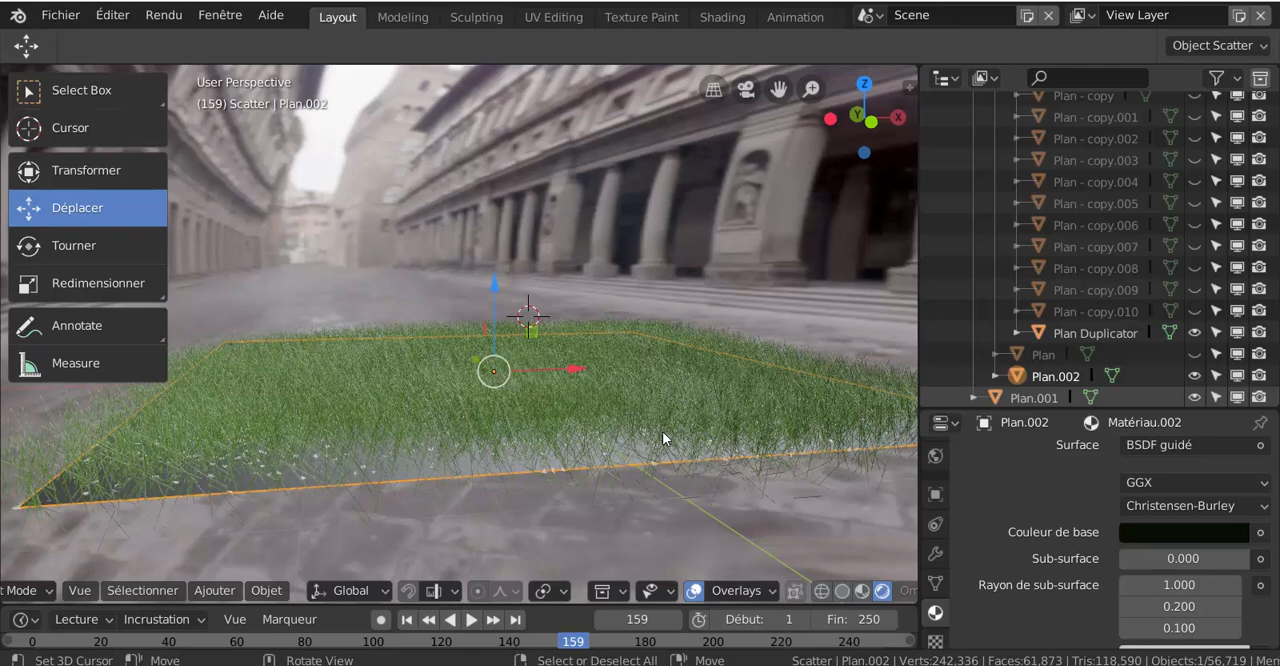 Fichier Éditer Rendu Fenêtre Aide Layout Modeling Sculpting UV Editing Texture Paint Shading Animation Scene View Layer
Object Scatter
Select Box
Cursor
Transformer
Déplacer
Tourner
Redimensionner
Annotate
Measure
User Perspective
(159) Scatter | Plan.002
Z
Y
X
Plan - copy
Plan - copy.001
Plan - copy.002
Plan - copy.003
Plan - copy.004
Plan - copy.005
Plan - copy.006
Plan - copy.007
Plan - copy.008
Plan - copy.009
Plan - copy.010
Plan Duplicator
Plan
Plan.002
Plan.001
Plan.002 Matériau.002
Surface BSDF guidé
GGX
Christensen-Burley
Couleur de base
Sub-surface 0.000
Rayon de sub-surface 1.000
0.200
0.100
t Mode Vue Sélectionner Ajouter Objet Global Overlays
Lecture Incrustation Vue Marqueur 159 Début: 1 Fin: 250
0 20 40 60 80 100 120 140 159 180 200 220 240
Set 3D Cursor Move Rotate View Select or Deselect All Move Scatter | Plan.002 | Verts:242,336 | Faces:61,873 | Tris:118,590 | Objects:1/56,719 | Mem